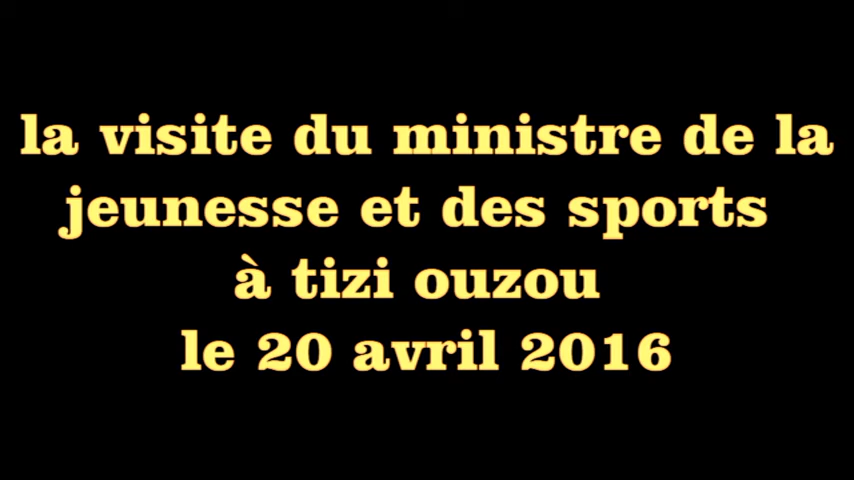 la visite du ministre de la
jeunesse et des sports
à tizi ouzou
le 20 avril 2016